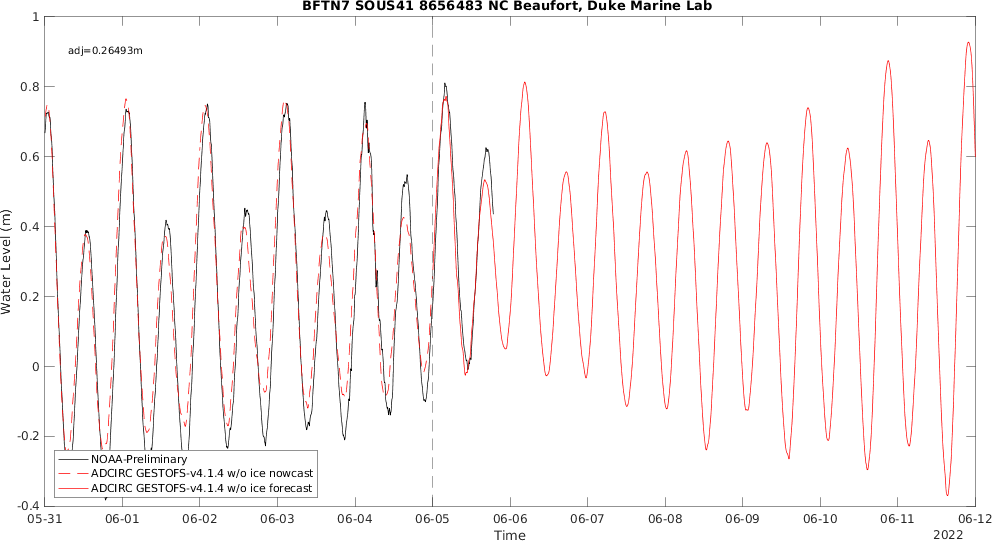 BFTN7 SOUS41 8656483 NC Beaufort, Duke Marine Lab
adj=0.26493m
1
0.8
0.6
0.4
0.2
0
-0.2
-0.4
Water Level (m)
NOAA-Preliminary
ADCIRC GESTOFS-v4.1.4 w/o ice nowcast
ADCIRC GESTOFS-v4.1.4 w/o ice forecast
05-31 06-01 06-02 06-03 06-04 06-05 06-06 06-07 06-08 06-09 06-10 06-11 06-12
Time
2022